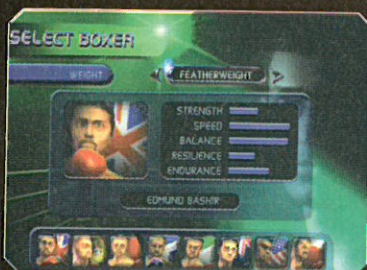 SELECT BOXER
WEIGHT
FEATHERWEIGHT
STRENGTH
SPEED
BALANCE
RESILIENCE
ENDURANCE
EDMUND BASHIR